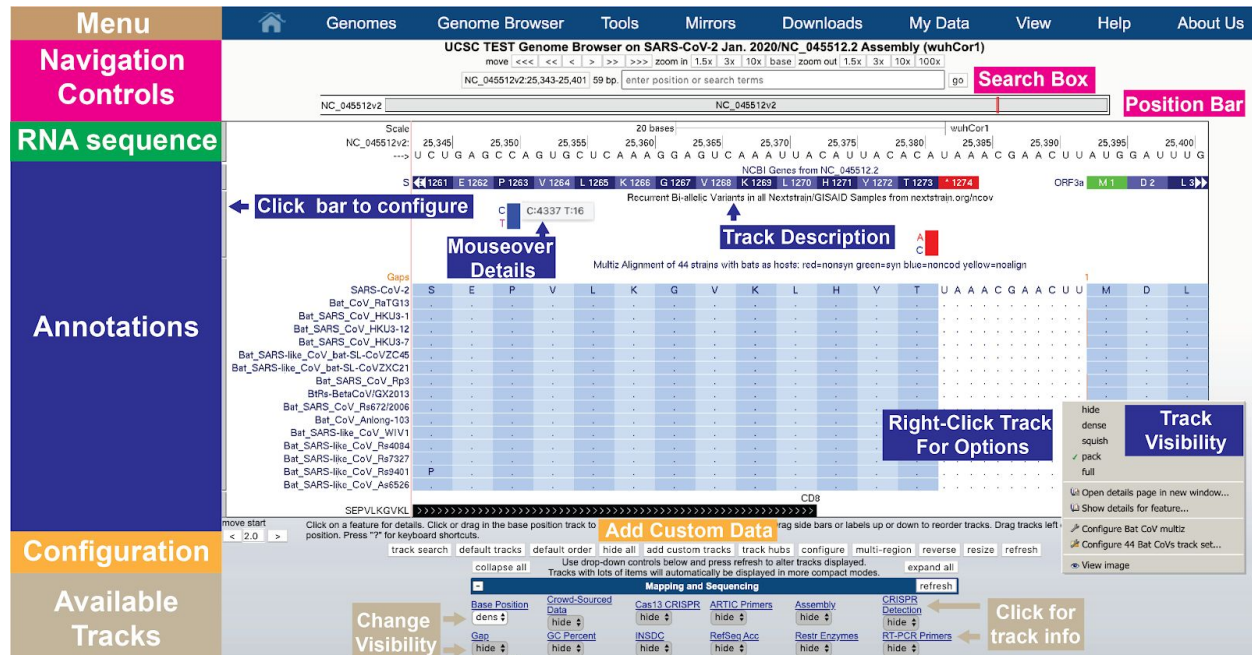 Menu
Genomes Genome Browser Tools Mirrors Downloads My Data View Help About Us
Navigation Controls
UCSC TEST Genome Browser on SARS-CoV-2 Jan. 2020/NC_045512.2 Assembly (wuhCor1)
move <<< << < > >> >>> zoom in 1.5x 3x 10x base zoom out 1.5x 3x 10x 100x
NC_045512v2:25,343-25,401 59 bp. enter position or search terms go Search Box
NC_045512v2 NC_045512v2 Position Bar
RNA sequence
Scale 20 bases wuhCor1
NC_045512v2: 25,345 25,350 25,355 25,360 25,365 25,370 25,375 25,380 25,385 25,390 25,395 25,400
---> U C U G A G C C A G U G C U C A A A G G A G U C A A A U U A C A U U A C A C A U A A A C G A A C U U A U G G A U U U G
NCBI Genes from NC_045512.2
S E 1261 E 1262 P 1263 V 1264 L 1265 K 1266 G 1267 V 1268 K 1269 L 1270 H 1271 Y 1272 T 1273 * 1274 ORF3a M 1 D 2 L 3
Recurrent Bi-allelic Variants in all Nextstrain/GISAID Samples from nextstrain.org/ncov
Click bar to configure
C
T
C:4337 T:16
Mouseover Details
Track Description
A
C
Multiz Alignment of 44 strains with bats as hosts: red=nonsyn green=syn blue=noncod yellow=noalign
Annotations
Gaps 1
SARS-CoV-2 S E P V L K G V K L H Y T U A A A C G A A C U U M D L
Bat_CoV_RaTG13
Bat_SARS_CoV_HKU3-1
Bat_SARS_CoV_HKU3-12
Bat_SARS_CoV_HKU3-7
Bat_SARS-like_CoV_bat-SL-CoVZC45
Bat_SARS-like_CoV_bat-SL-CoVZXC21
Bat_SARS_CoV_Rp3
BtRs-BetaCoV/GX2013
Bat_SARS_CoV_Rs672/2006
Bat_CoV_Anlong-103
Bat_SARS-like_CoV_WIV1
Bat_SARS-like_CoV_Rs4084
Bat_SARS-like_CoV_Rs7327
Bat_SARS-like_CoV_Rs9401 P
Bat_SARS-like_CoV_As6526
Right-Click Track
For Options
hide
dense
squish
✓ pack
full
Track
Visibility
Open details page in new window...
Show details for feature...
Configure Bat CoV multiz
Configure 44 Bat CoVs track set...
View image
CD8
SEPVLKGVKL
Configuration
move start
< 2.0 >
Click on a feature for details. Click or drag in the base position track to
Add Custom Data
rag side bars or labels up or down to reorder tracks. Drag tracks left
position. Press "?" for keyboard shortcuts.
track search default tracks default order hide all add custom tracks track hubs configure multi-region reverse resize refresh
collapse all Use drop-down controls below and press refresh to alter tracks displayed. expand all
Tracks with lots of items will automatically be displayed in more compact modes.
Available
Tracks
- Mapping and Sequencing refresh
Change
Visibility
Base Position Crowd-Sourced Data Cas13 CRISPR ARTIC Primers Assembly CRISPR Detection
dens hide hide hide hide hide
Gap GC Percent INSDC RefSeq Acc Restr Enzymes RT-PCR Primers
hide hide hide hide hide hide
Click for
track info